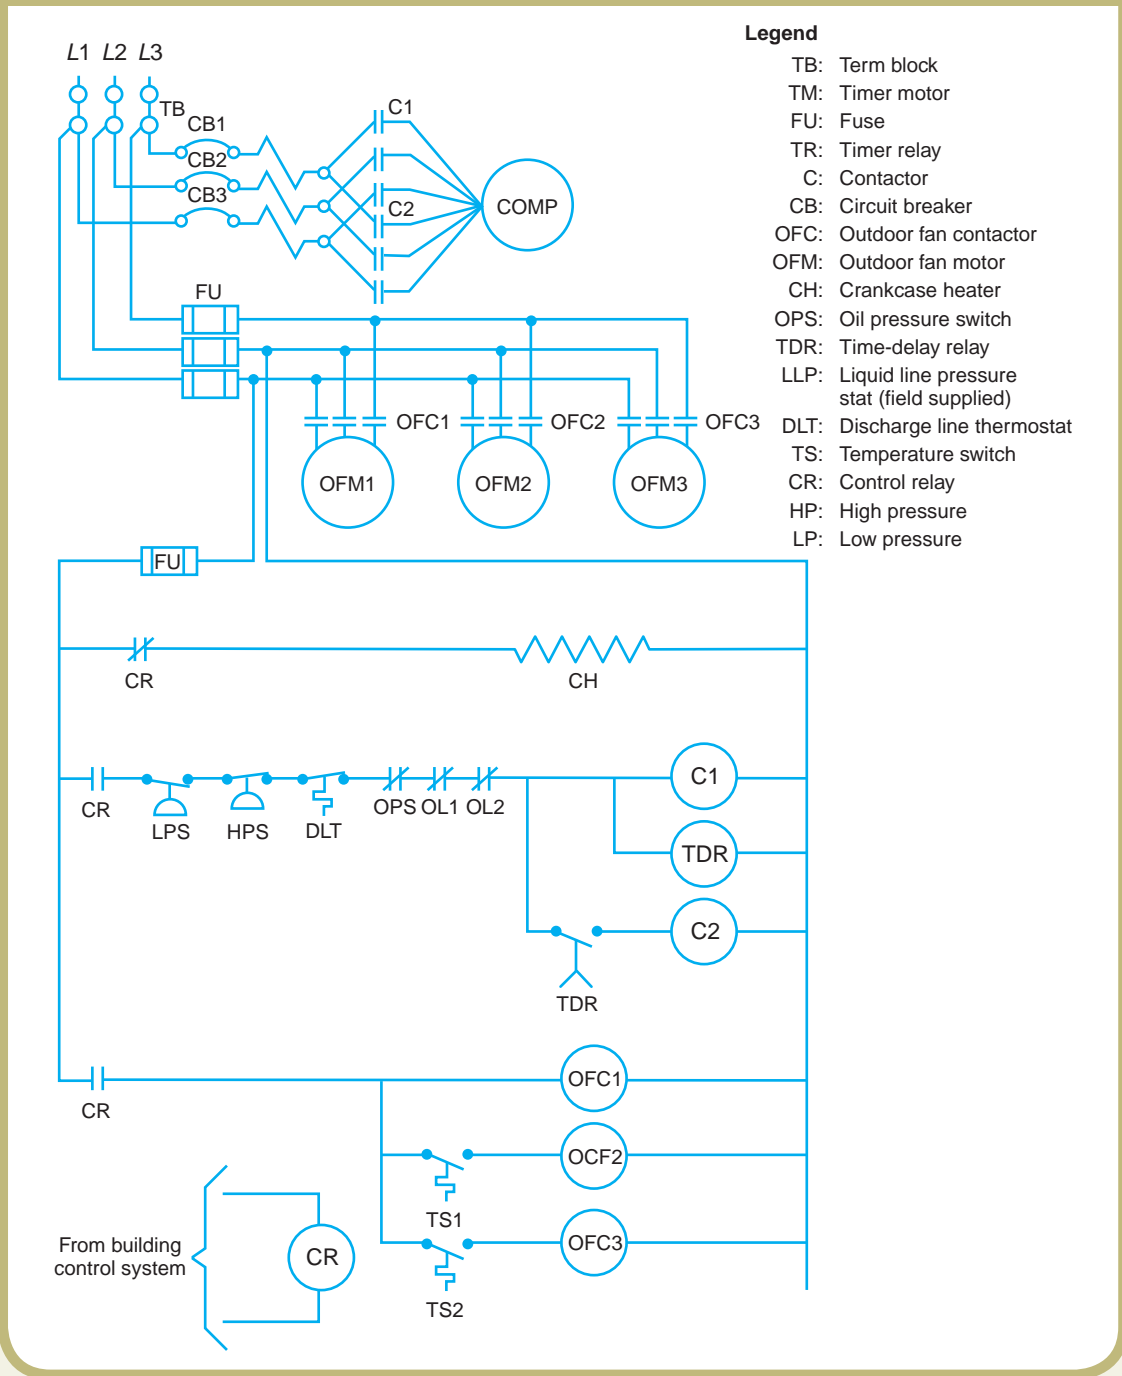 L1 L2 L3
TB
CB1
CB2
CB3
C1
C2
COMP
FU
OFC1
OFC2
OFC3
OFM1
OFM2
OFM3
FU
CR
CH
CR
LPS
HPS
DLT
OPS
OL1
OL2
C1
TDR
C2
TDR
CR
OFC1
OCF2
TS1
OFC3
TS2
From building
control system
CR
Legend
TB: Term block
TM: Timer motor
FU: Fuse
TR: Timer relay
C: Contactor
CB: Circuit breaker
OFC: Outdoor fan contactor
OFM: Outdoor fan motor
CH: Crankcase heater
OPS: Oil pressure switch
TDR: Time-delay relay
LLP: Liquid line pressure
stat (field supplied)
DLT: Discharge line thermostat
TS: Temperature switch
CR: Control relay
HP: High pressure
LP: Low pressure